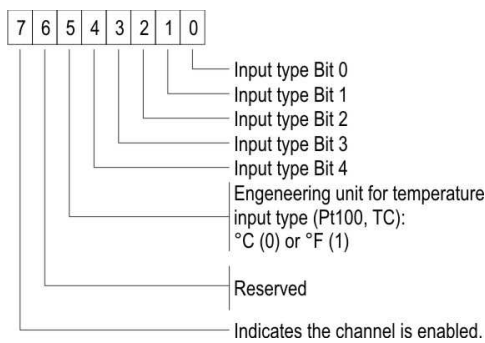 7 6 5 4 3 2 1 0
Input type Bit 0
Input type Bit 1
Input type Bit 2
Input type Bit 3
Input type Bit 4
Engeneering unit for temperature
input type (Pt100, TC):
°C (0) or °F (1)
Reserved
Indicates the channel is enabled.